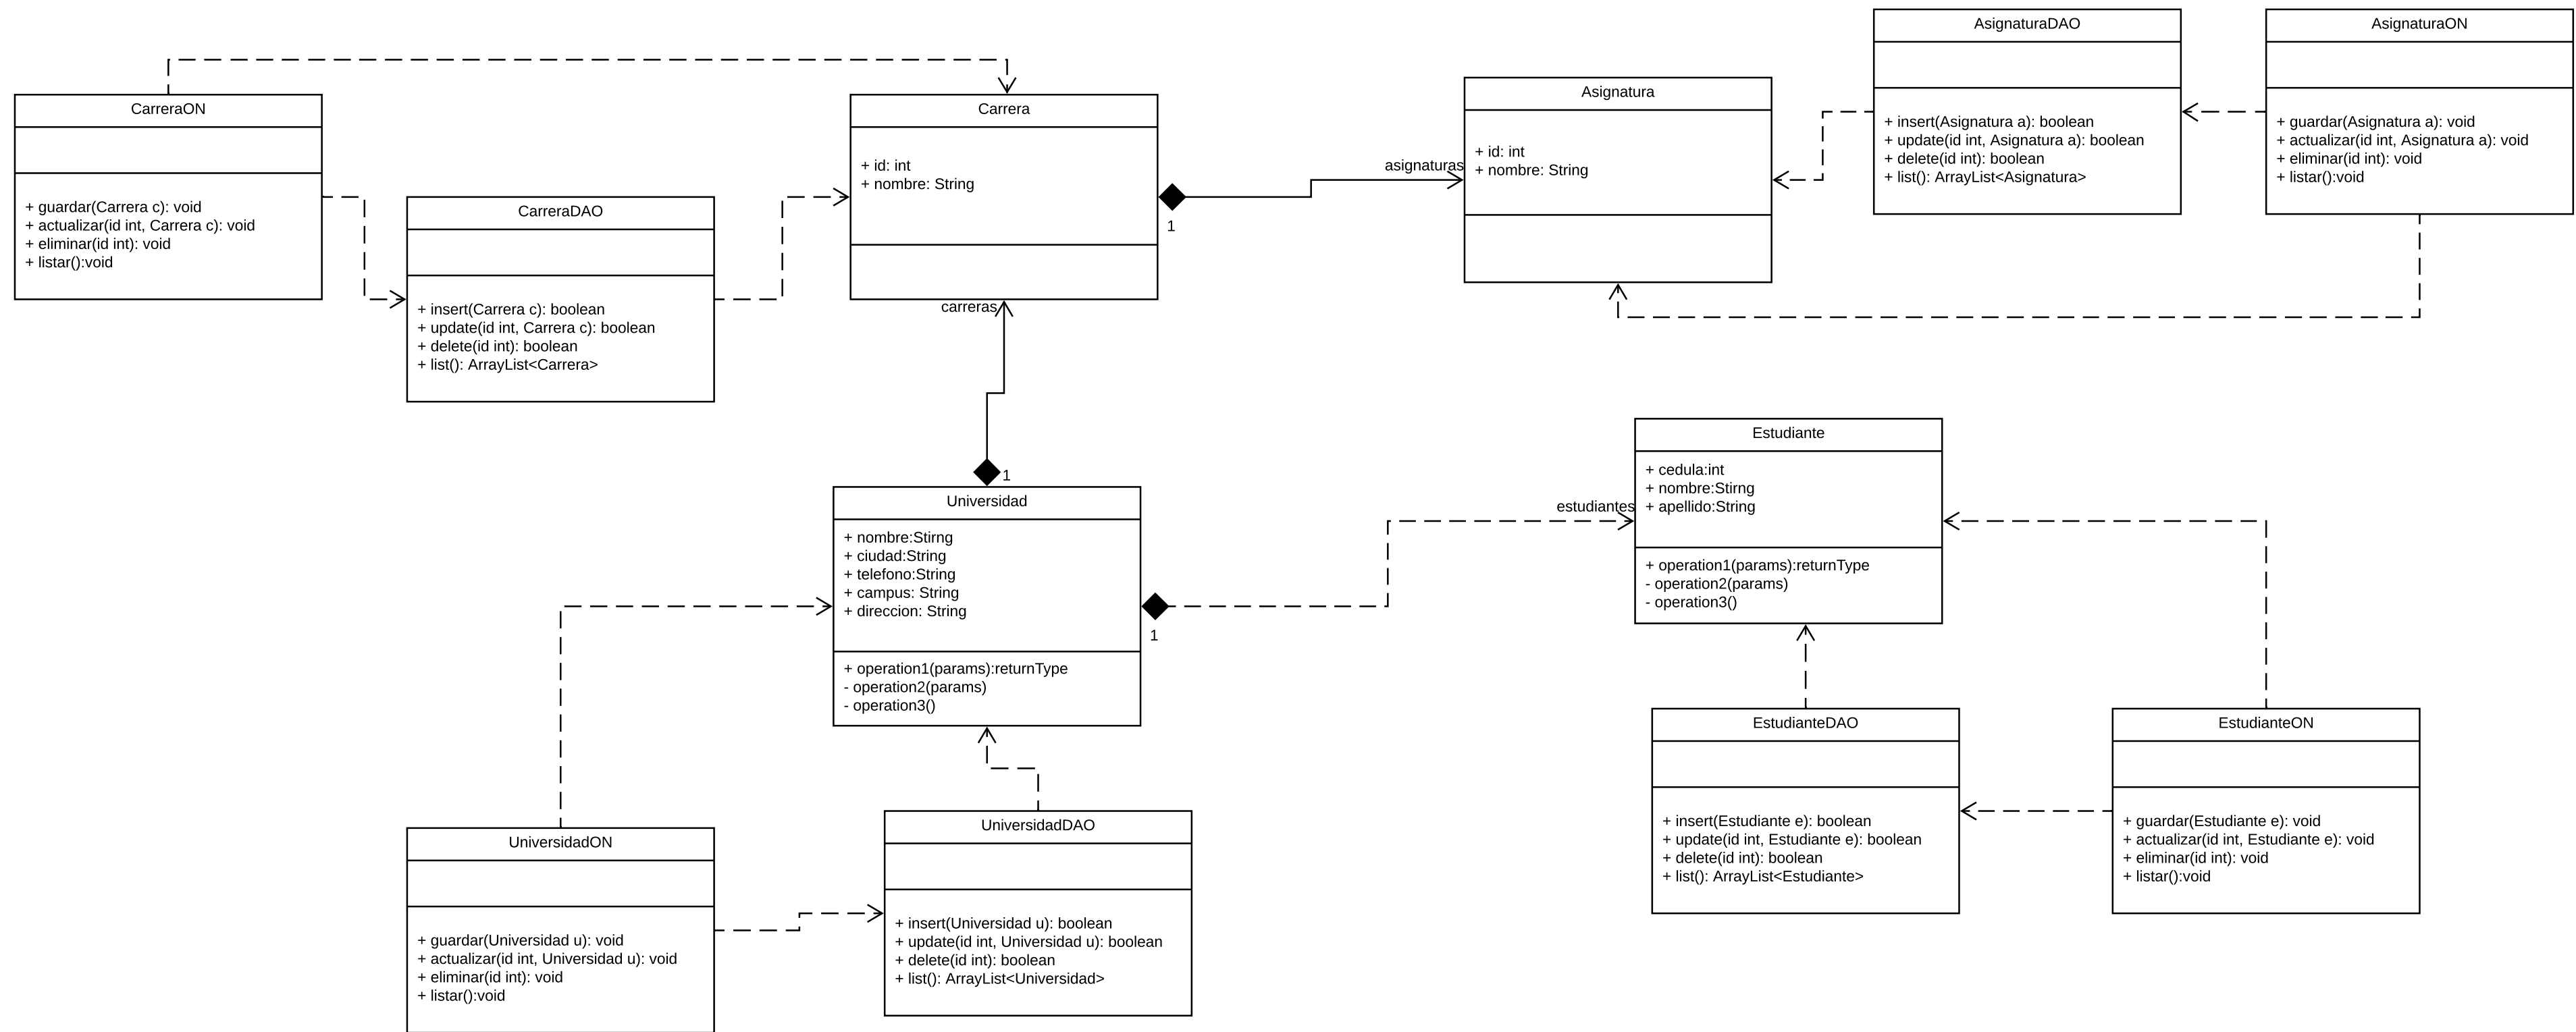 CarreraON
+ guardar(Carrera c): void
+ actualizar(id int, Carrera c): void
+ eliminar(id int): void
+ listar():void
CarreraDAO
+ insert(Carrera c): boolean
+ update(id int, Carrera c): boolean
+ delete(id int): boolean
+ list(): ArrayList<Carrera>
Carrera
+ id: int
+ nombre: String
1
asignaturas
carreras
Asignatura
+ id: int
+ nombre: String
AsignaturaDAO
+ insert(Asignatura a): boolean
+ update(id int, Asignatura a): boolean
+ delete(id int): boolean
+ list(): ArrayList<Asignatura>
AsignaturaON
+ guardar(Asignatura a): void
+ actualizar(id int, Asignatura a): void
+ eliminar(id int): void
+ listar():void
1
Universidad
+ nombre:Stirng
+ ciudad:String
+ telefono:String
+ campus: String
+ direccion: String
+ operation1(params):returnType
- operation2(params)
- operation3()
1
estudiantes
Estudiante
+ cedula:int
+ nombre:Stirng
+ apellido:String
+ operation1(params):returnType
- operation2(params)
- operation3()
UniversidadON
+ guardar(Universidad u): void
+ actualizar(id int, Universidad u): void
+ eliminar(id int): void
+ listar():void
UniversidadDAO
+ insert(Universidad u): boolean
+ update(id int, Universidad u): boolean
+ delete(id int): boolean
+ list(): ArrayList<Universidad>
EstudianteDAO
+ insert(Estudiante e): boolean
+ update(id int, Estudiante e): boolean
+ delete(id int): boolean
+ list(): ArrayList<Estudiante>
EstudianteON
+ guardar(Estudiante e): void
+ actualizar(id int, Estudiante e): void
+ eliminar(id int): void
+ listar():void